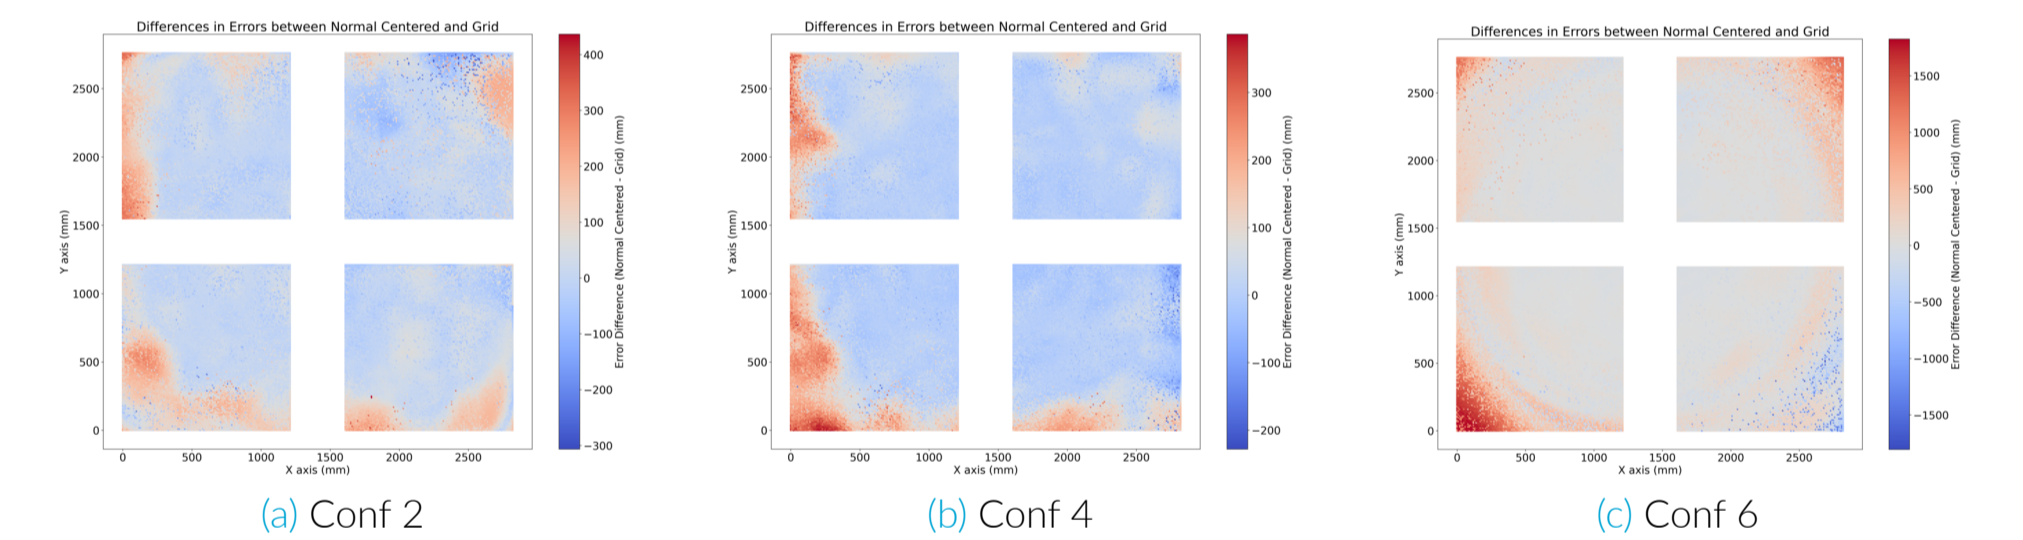 Differences in Errors between Normal Centered and Grid
Y axis (mm)
2500
2000
1500
1000
500
0
0 500 1000 1500 2000 2500
X axis (mm)
400
300
200
100
0
−100
−200
−300
Error Difference (Normal Centered - Grid) (mm)
(a) Conf 2
Differences in Errors between Normal Centered and Grid
Y axis (mm)
2500
2000
1500
1000
500
0
0 500 1000 1500 2000 2500
X axis (mm)
300
200
100
0
−100
−200
Error Difference (Normal Centered - Grid) (mm)
(b) Conf 4
Differences in Errors between Normal Centered and Grid
Y axis (mm)
2500
2000
1500
1000
500
0
0 500 1000 1500 2000 2500
X axis (mm)
1500
1000
500
0
−500
−1000
−1500
Error Difference (Normal Centered - Grid) (mm)
(c) Conf 6